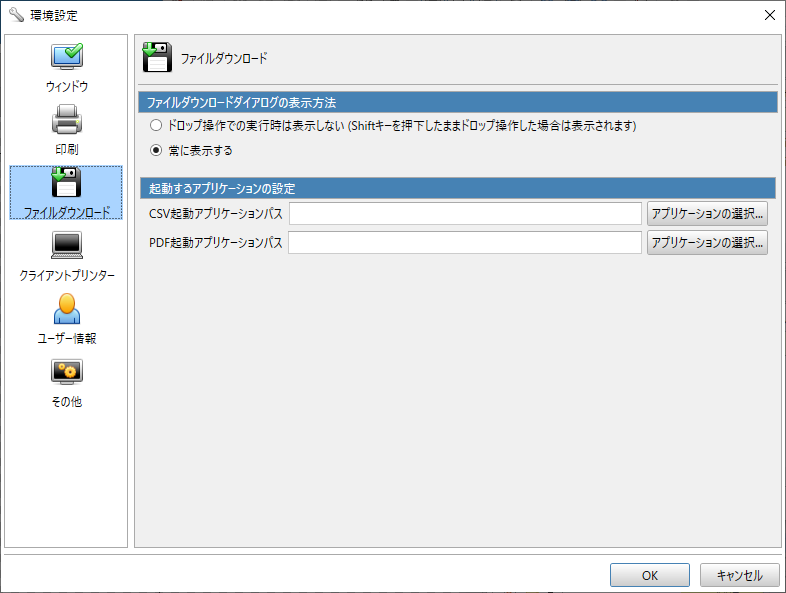 環境設定
ウィンドウ
印刷
ファイルダウンロード
クライアントプリンター
ユーザー情報
その他
ファイルダウンロード
ファイルダウンロードダイアログの表示方法
ドロップ操作での実行時は表示しない (Shiftキーを押下したままドロップ操作した場合は表示されます)
常に表示する
起動するアプリケーションの設定
CSV起動アプリケーションパス
アプリケーションの選択...
PDF起動アプリケーションパス
アプリケーションの選択...
OK
キャンセル